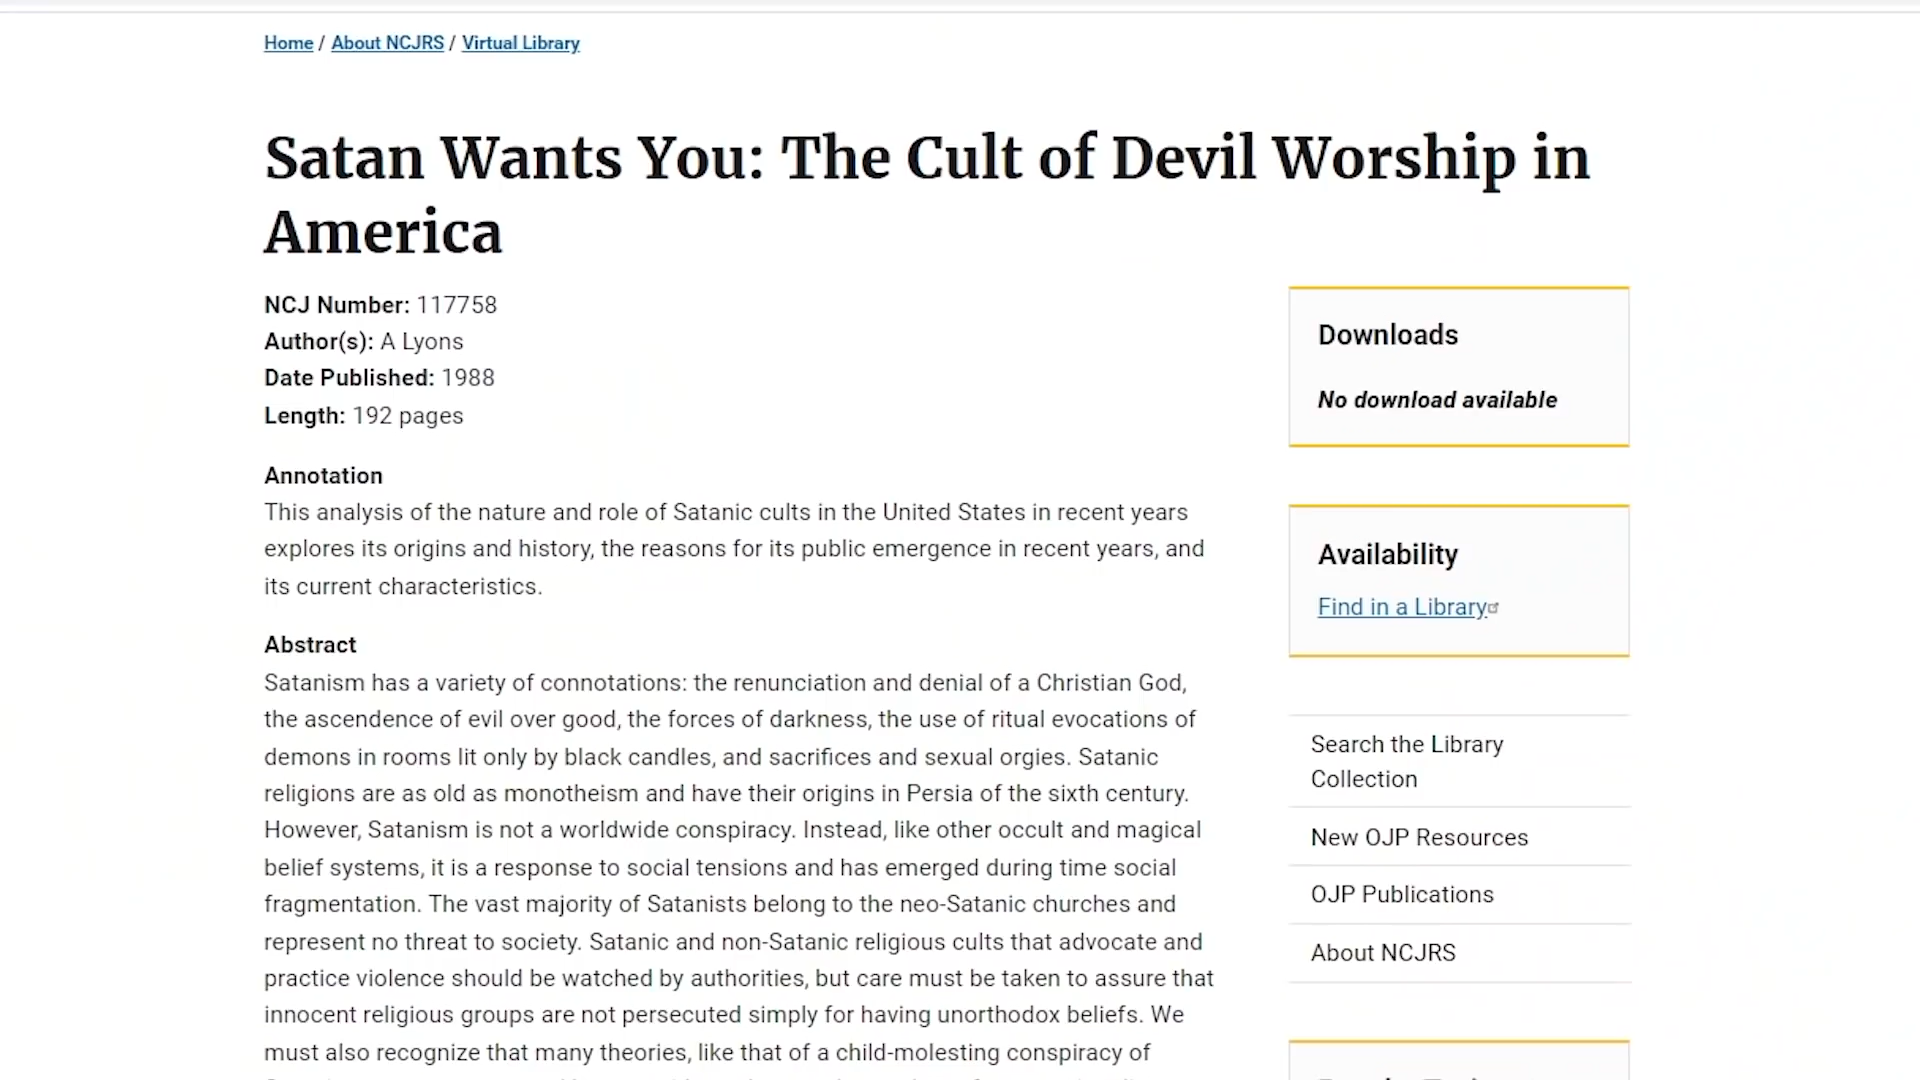 Home / About NCJRS / Virtual Library
Satan Wants You: The Cult of Devil Worship in
America
NCJ Number: 117758
Author(s): A Lyons
Date Published: 1988
Length: 192 pages
Annotation
This analysis of the nature and role of Satanic cults in the United States in recent years
explores its origins and history, the reasons for its public emergence in recent years, and
its current characteristics.
Abstract
Satanism has a variety of connotations: the renunciation and denial of a Christian God,
the ascendence of evil over good, the forces of darkness, the use of ritual evocations of
demons in rooms lit only by black candles, and sacrifices and sexual orgies. Satanic
religions are as old as monotheism and have their origins in Persia of the sixth century.
However, Satanism is not a worldwide conspiracy. Instead, like other occult and magical
belief systems, it is a response to social tensions and has emerged during time social
fragmentation. The vast majority of Satanists belong to the neo-Satanic churches and
represent no threat to society. Satanic and non-Satanic religious cults that advocate and
practice violence should be watched by authorities, but care must be taken to assure that
innocent religious groups are not persecuted simply for having unorthodox beliefs. We
must also recognize that many theories, like that of a child-molesting conspiracy of
Downloads
No download available
Availability
Find in a Library
Search the Library
Collection
New OJP Resources
OJP Publications
About NCJRS